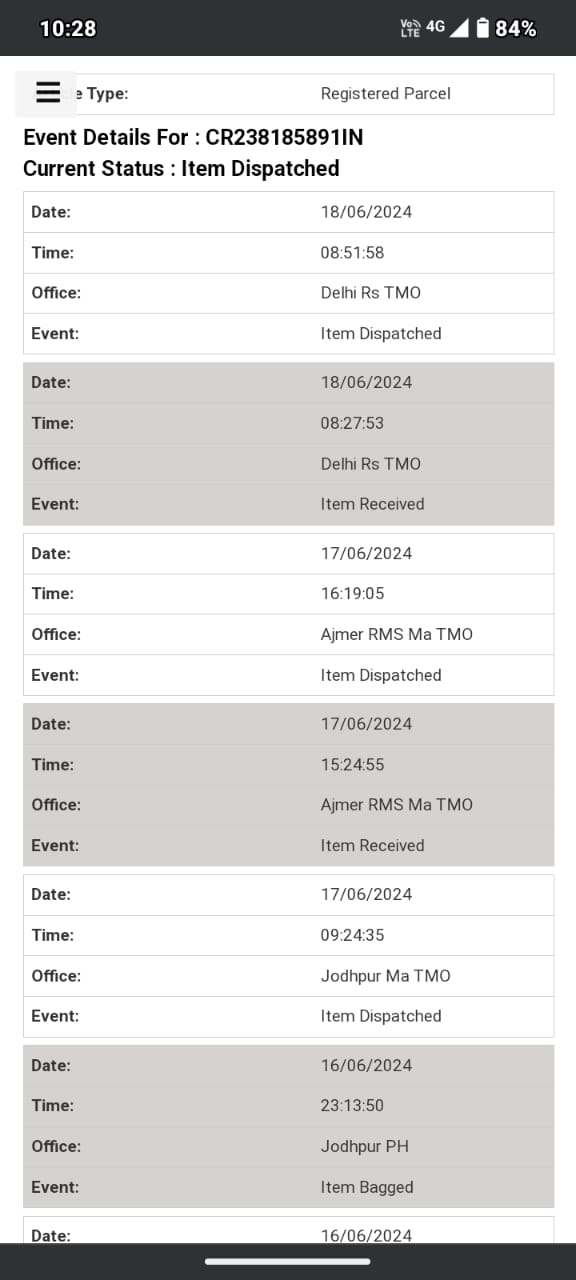 10:28 Vo LTE 4G 84%
e Type: Registered Parcel
Event Details For : CR238185891IN
Current Status : Item Dispatched
Date: 18/06/2024
Time: 08:51:58
Office: Delhi Rs TMO
Event: Item Dispatched
Date: 18/06/2024
Time: 08:27:53
Office: Delhi Rs TMO
Event: Item Received
Date: 17/06/2024
Time: 16:19:05
Office: Ajmer RMS Ma TMO
Event: Item Dispatched
Date: 17/06/2024
Time: 15:24:55
Office: Ajmer RMS Ma TMO
Event: Item Received
Date: 17/06/2024
Time: 09:24:35
Office: Jodhpur Ma TMO
Event: Item Dispatched
Date: 16/06/2024
Time: 23:13:50
Office: Jodhpur PH
Event: Item Bagged
Date: 16/06/2024